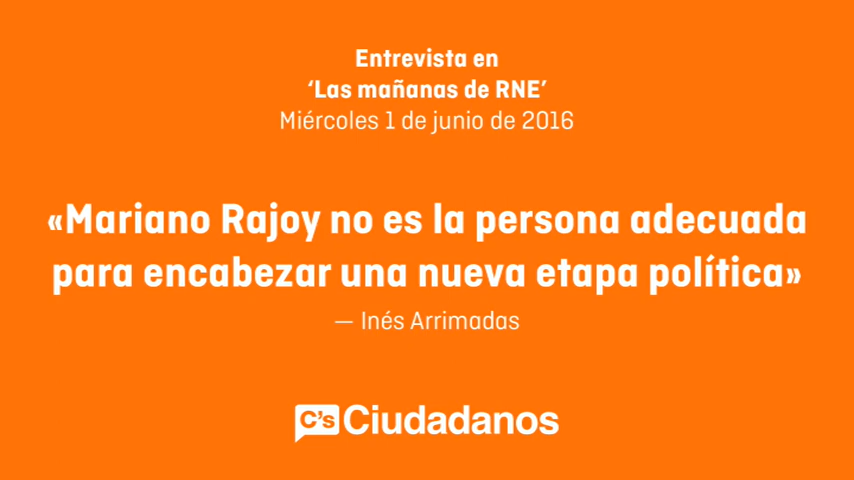 Entrevista en
‘Las mañanas de RNE’
Miércoles 1 de junio de 2016
«Mariano Rajoy no es la persona adecuada
para encabezar una nueva etapa política»
— Inés Arrimadas
C's Ciudadanos